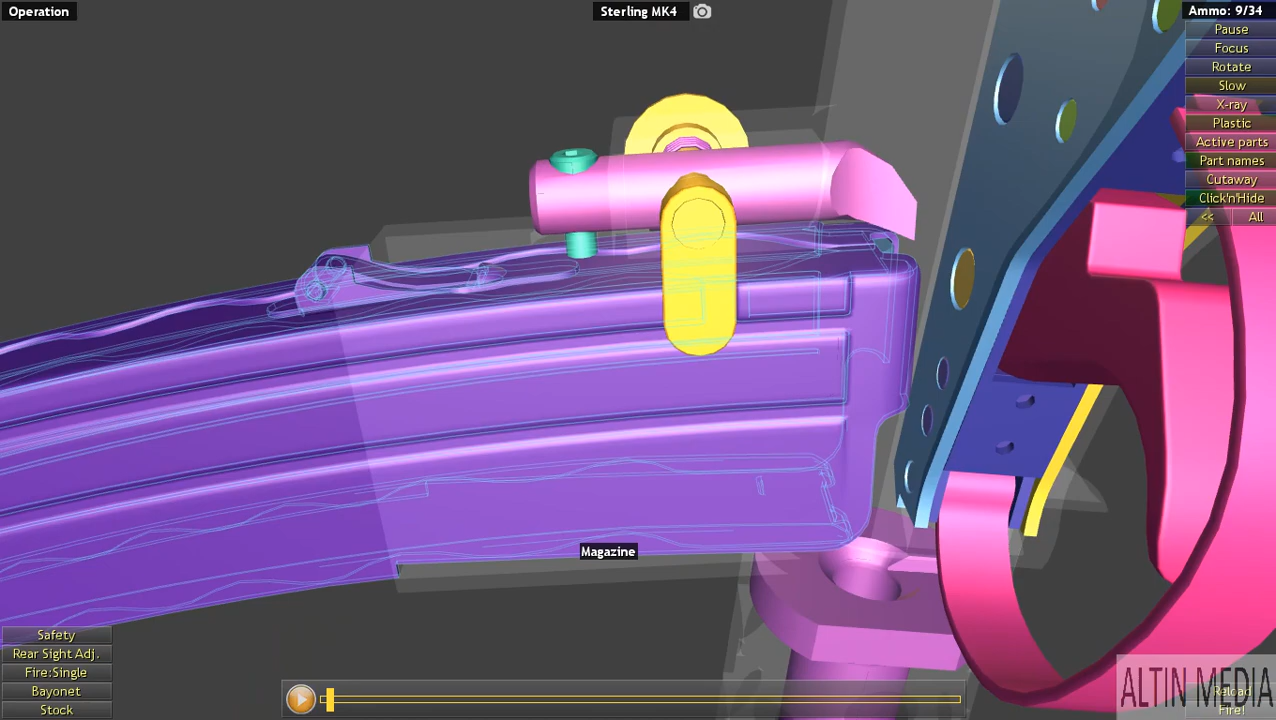 Operation
Sterling MK4
Ammo: 9/34
Pause
Focus
Rotate
Slow
X-ray
Plastic
Active parts
Part names
Cutaway
Click'n'Hide
<< All
Magazine
Safety
Rear Sight Adj.
Fire:Single
Bayonet
Stock
ALTIN MEDIA
Reload
Fire!